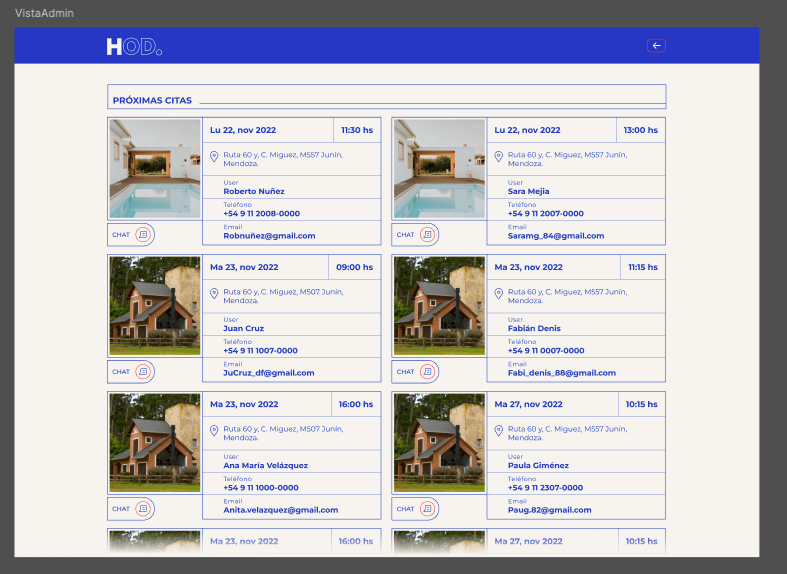 VistaAdmin
HOD.
PRÓXIMAS CITAS
Lu 22, nov 2022 11:30 hs
Ruta 60 y, C. Miguez, M557 Junín,
Mendoza.
User
Roberto Nuñez
Teléfono
+54 9 11 2008-0000
Email
Robnuñez@gmail.com
CHAT
Lu 22, nov 2022 13:00 hs
Ruta 60 y, C. Miguez, M557 Junín,
Mendoza.
User
Sara Mejia
Teléfono
+54 9 11 2007-0000
Email
Saramg_84@gmail.com
CHAT
Ma 23, nov 2022 09:00 hs
Ruta 60 y, C. Miguez, M507 Junín,
Mendoza.
User
Juan Cruz
Teléfono
+54 9 11 1007-0000
Email
JuCruz_df@gmail.com
CHAT
Ma 23, nov 2022 11:15 hs
Ruta 60 y, C. Miguez, M557 Junín,
Mendoza.
User
Fabián Denis
Teléfono
+54 9 11 0007-0000
Email
Fabi_denis_88@gmail.com
CHAT
Ma 23, nov 2022 16:00 hs
Ruta 60 y, C. Miguez, M507 Junín,
Mendoza.
User
Ana María Velázquez
Teléfono
+54 9 11 1000-0000
Email
Anita.velazquez@gmail.com
CHAT
Ma 27, nov 2022 10:15 hs
Ruta 60 y, C. Miguez, M557 Junín,
Mendoza.
User
Paula Giménez
Teléfono
+54 9 11 2307-0000
Email
Paug.82@gmail.com
CHAT
Ma 23, nov 2022 16:00 hs
Ma 27, nov 2022 10:15 hs